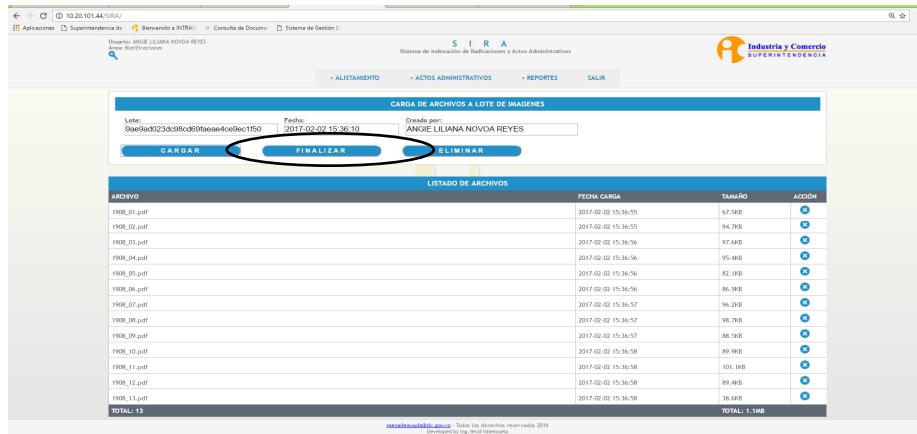 10.20.101.44/SIRA/
Aplicaciones Superintendencia de Bienvenido a INTRA Consulta de Docume Sistema de Gestión D
Usuario: ANGIE LILIANA NOVOA REYES
Area: Notificaciones
S I R A
Sistema de Indexación de Radicaciones y Actos Administrativos
Industria y Comercio
SUPERINTENDENCIA
+ ALISTAMIENTO + ACTOS ADMINISTRATIVOS + REPORTES SALIR
CARGA DE ARCHIVOS A LOTE DE IMAGENES
Lote: Fecha: Creado por:
9ae9ad023dc98cd69faeae4ce9ec1f50 2017-02-02 15:36:10 ANGIE LILIANA NOVOA REYES
CARGAR FINALIZAR ELIMINAR
LISTADO DE ARCHIVOS
ARCHIVO FECHA CARGA TAMAÑO ACCIÓN
1908_01.pdf 2017-02-02 15:36:55 67.5KB
1908_02.pdf 2017-02-02 15:36:55 94.7KB
1908_03.pdf 2017-02-02 15:36:56 97.6KB
1908_04.pdf 2017-02-02 15:36:56 95.4KB
1908_05.pdf 2017-02-02 15:36:56 82.1KB
1908_06.pdf 2017-02-02 15:36:56 86.9KB
1908_07.pdf 2017-02-02 15:36:57 96.2KB
1908_08.pdf 2017-02-02 15:36:57 98.7KB
1908_09.pdf 2017-02-02 15:36:57 88.5KB
1908_10.pdf 2017-02-02 15:36:58 89.9KB
1908_11.pdf 2017-02-02 15:36:58 101.1KB
1908_12.pdf 2017-02-02 15:36:58 89.4KB
1908_13.pdf 2017-02-02 15:36:58 38.6KB
TOTAL: 13 TOTAL: 1.1MB
- Todos los derechos reservados 2016
Developed by Ing. Yesid Valenzuela